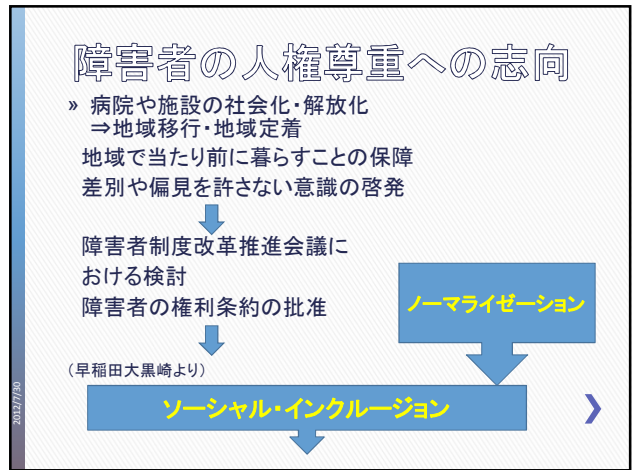 障害者の人権尊重への志向
» 病院や施設の社会化・解放化
⇒地域移行・地域定着
地域で当たり前に暮らすことの保障
差別や偏見を許さない意識の啓発
障害者制度改革推進会議に
おける検討
障害者の権利条約の批准
ノーマライゼーション
(早稲田大黒崎より)
ソーシャル・インクルージョン
2012/7/30